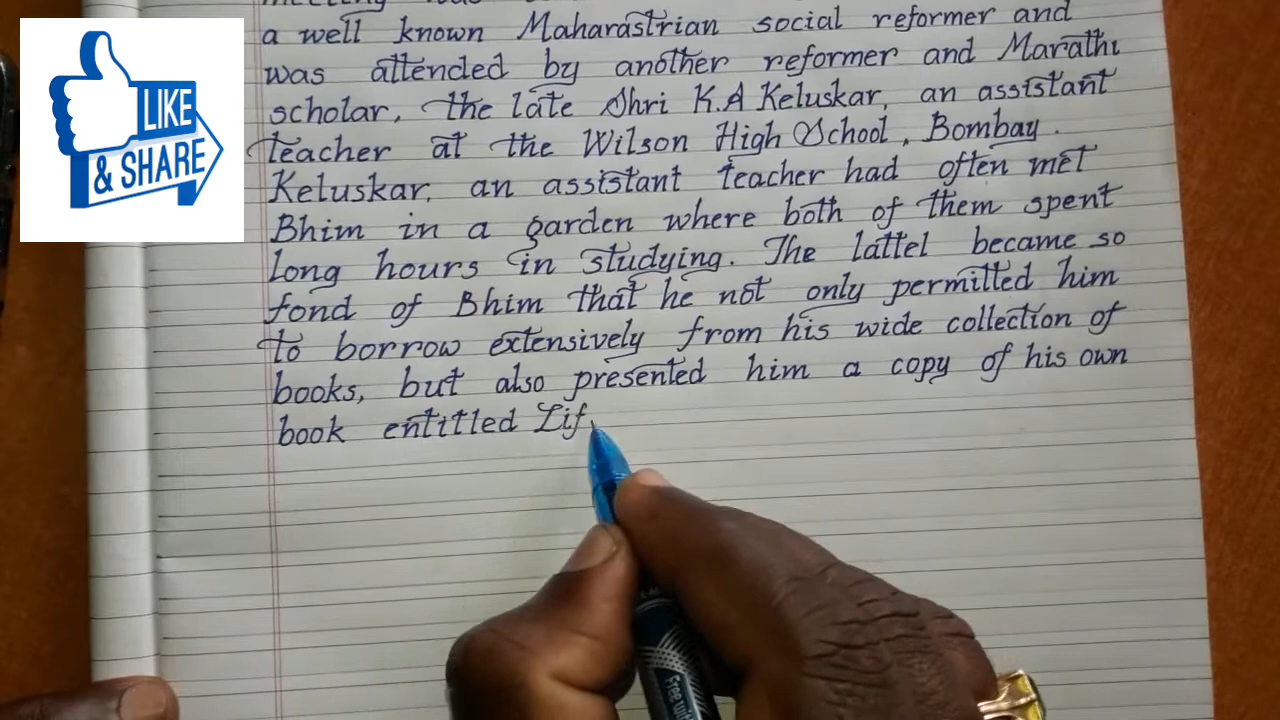 LIKE
& SHARE
a well known Maharastrian social reformer and
was attended by another reformer and Marathi
scholar, the late Shri K.A Keluskar, an assistant
teacher at the Wilson High School, Bombay.
Keluskar, an assistant teacher had often met
Bhim in a garden where both of them spent
long hours in studying. The lattel became so
fond of Bhim that he not only permitted him
to borrow extensively from his wide collection of
books, but also presented him a copy of his own
book entitled Lif